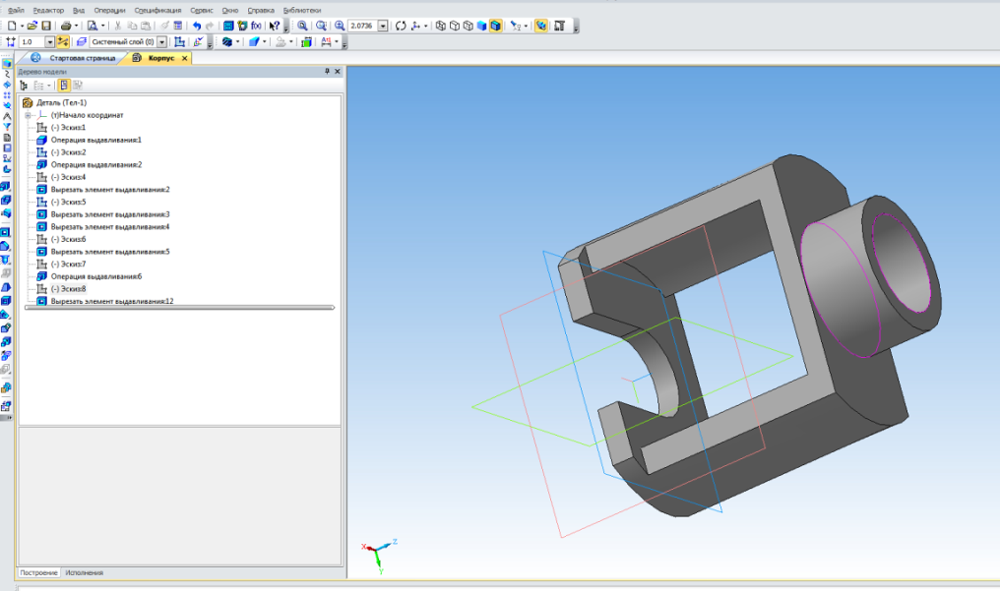 Файл Редактор Вид Операции Спецификация Сервис Окно Справка Библиотеки
f(x) 2.0736
1.0 Системный слой (0)
Стартовая страница Корпус
Дерево модели
Деталь (Тел-1)
(т)Начало координат
(-) Эскиз:1
Операция выдавливания:1
(-) Эскиз:2
Операция выдавливания:2
(-) Эскиз:4
Вырезать элемент выдавливания:2
(-) Эскиз:5
Вырезать элемент выдавливания:3
Вырезать элемент выдавливания:4
(-) Эскиз:6
Вырезать элемент выдавливания:5
(-) Эскиз:7
Операция выдавливания:6
(-) Эскиз:8
Вырезать элемент выдавливания:12
X Z
Y
Построение Исполнения